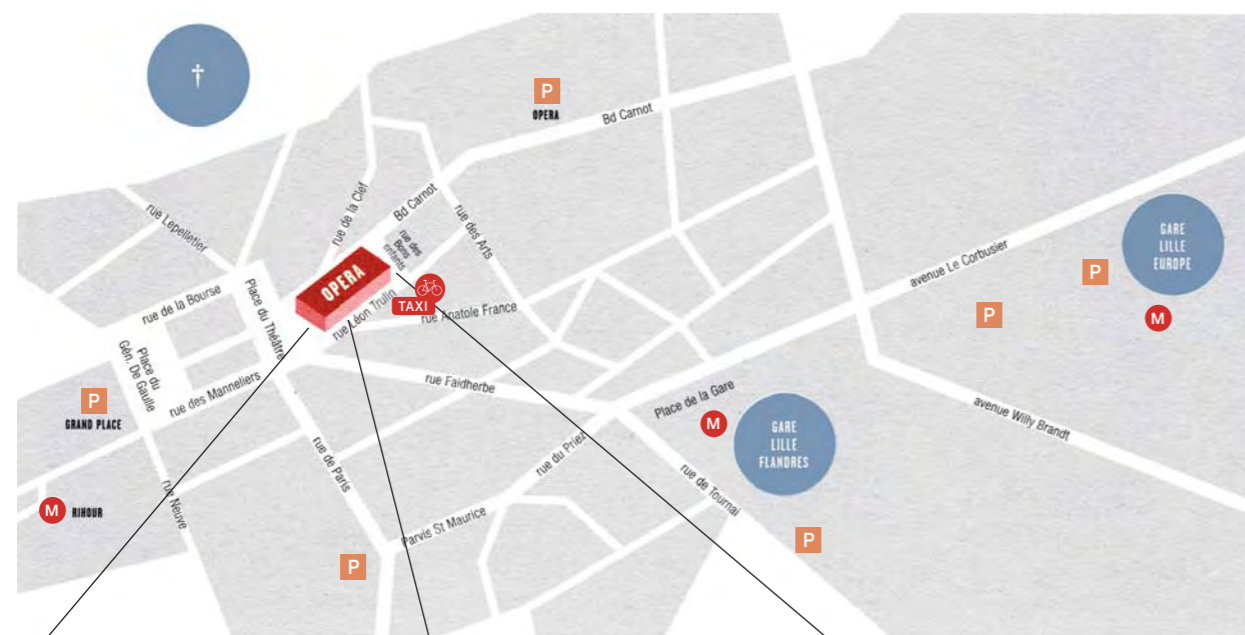 †
P
OPERA
Bd Carnot
rue Lepelletier
rue de la Clef
Bd Carnot
rue des Arts
rue des
Bons
enfants
OPERA
TAXI
rue Léon Trulin
rue Anatole France
rue de la Bourse
Place du Théâtre
Place du
Gén. De Gaulle
rue des Manneliers
rue Faidherbe
avenue Le Corbusier
GARE
LILLE
EUROPE
P
P
M
P
GRAND PLACE
Place de la Gare
M
GARE
LILLE
FLANDRES
avenue Willy Brandt
rue de Paris
rue du Priez
rue de Tournai
rue Neuve
M RIHOUR
Parvis St Maurice
P
P